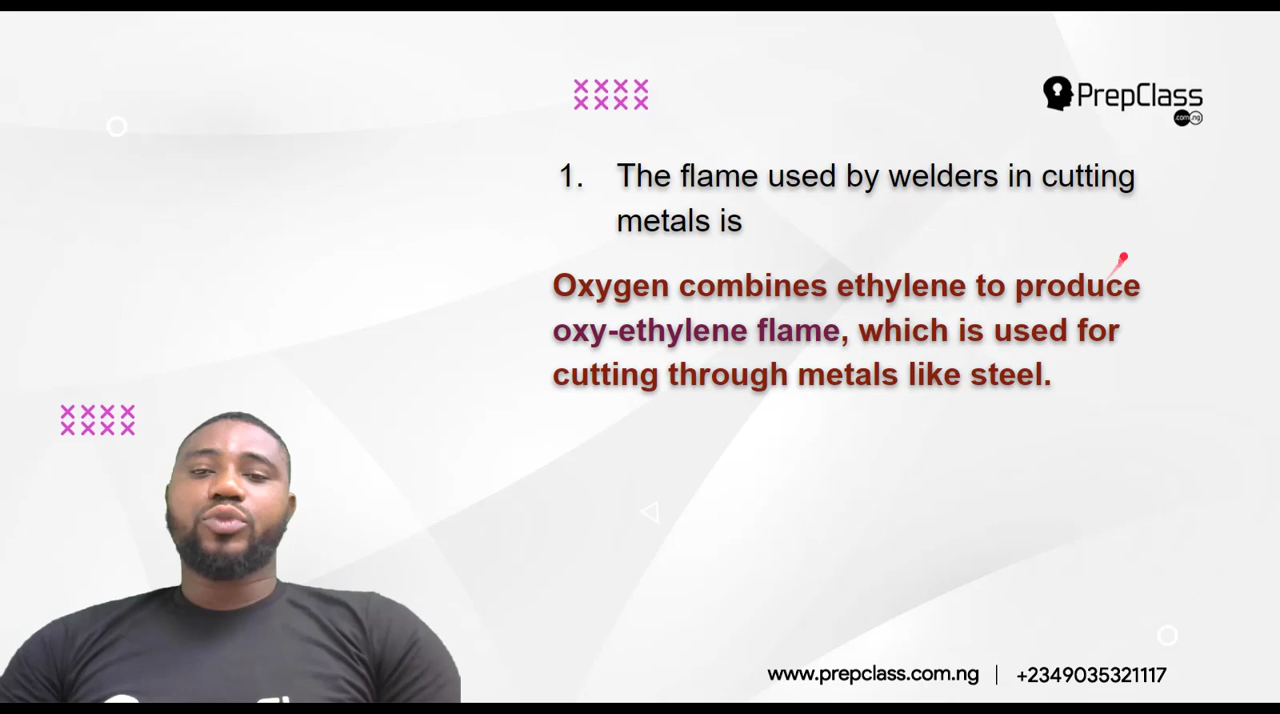 PrepClass
.com.ng
1. The flame used by welders in cutting
metals is
Oxygen combines ethylene to produce
oxy-ethylene flame, which is used for
cutting through metals like steel.
www.prepclass.com.ng | +2349035321117